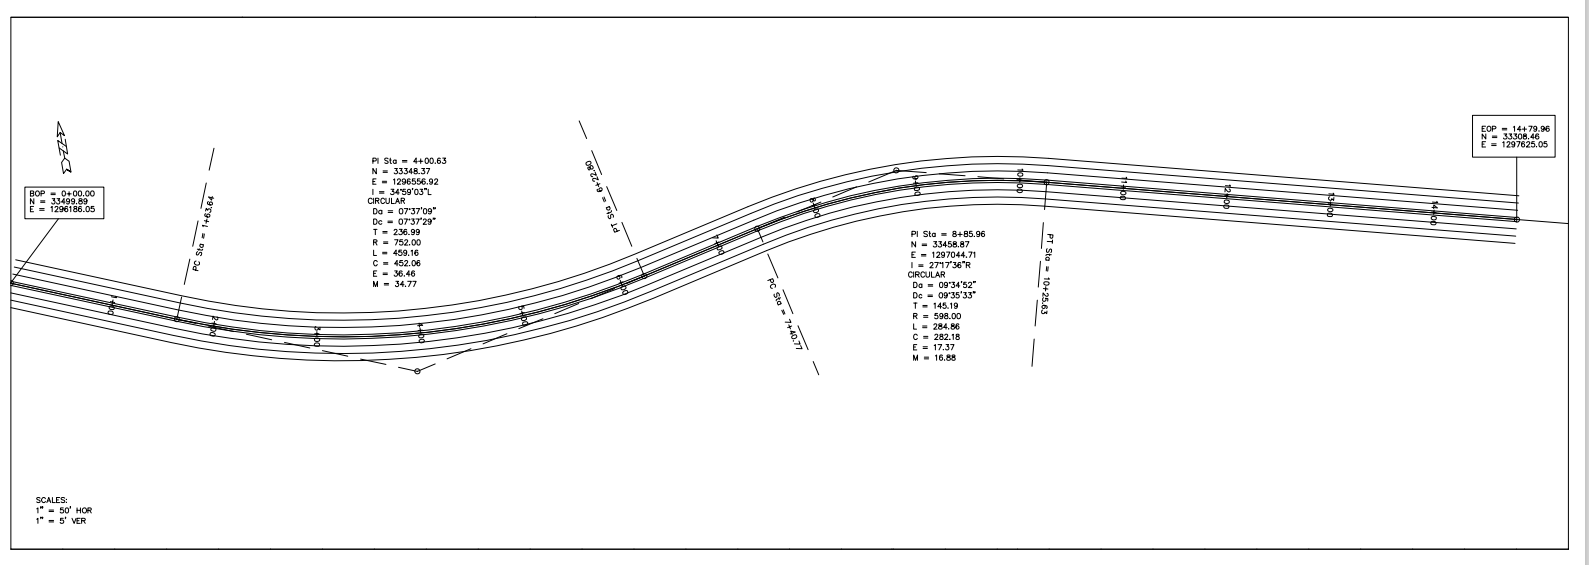 BOP = 0+00.00
N = 33499.89
E = 1296186.05
PC Sta = 1+63.64
PI Sta = 4+00.63
N = 33348.37
E = 1296556.92
I = 34°59'03"L
CIRCULAR
Da = 07°37'09"
Dc = 07°37'29"
T = 236.99
R = 752.00
L = 459.16
C = 452.06
E = 36.46
M = 34.77
PT Sta = 6+22.80
PC Sta = 7+40.77
PI Sta = 8+85.96
N = 33458.87
E = 1297044.71
I = 27°17'36"R
CIRCULAR
Da = 09°34'52"
Dc = 09°35'33"
T = 145.19
R = 598.00
L = 284.86
C = 282.18
E = 17.37
M = 16.88
PT Sta = 10+25.63
EOP = 14+79.96
N = 33308.46
E = 1297625.05
1+00
2+00
3+00
4+00
5+00
6+00
7+00
8+00
9+00
10+00
11+00
12+00
13+00
14+00
SCALES:
1" = 50' HOR
1" = 5' VER